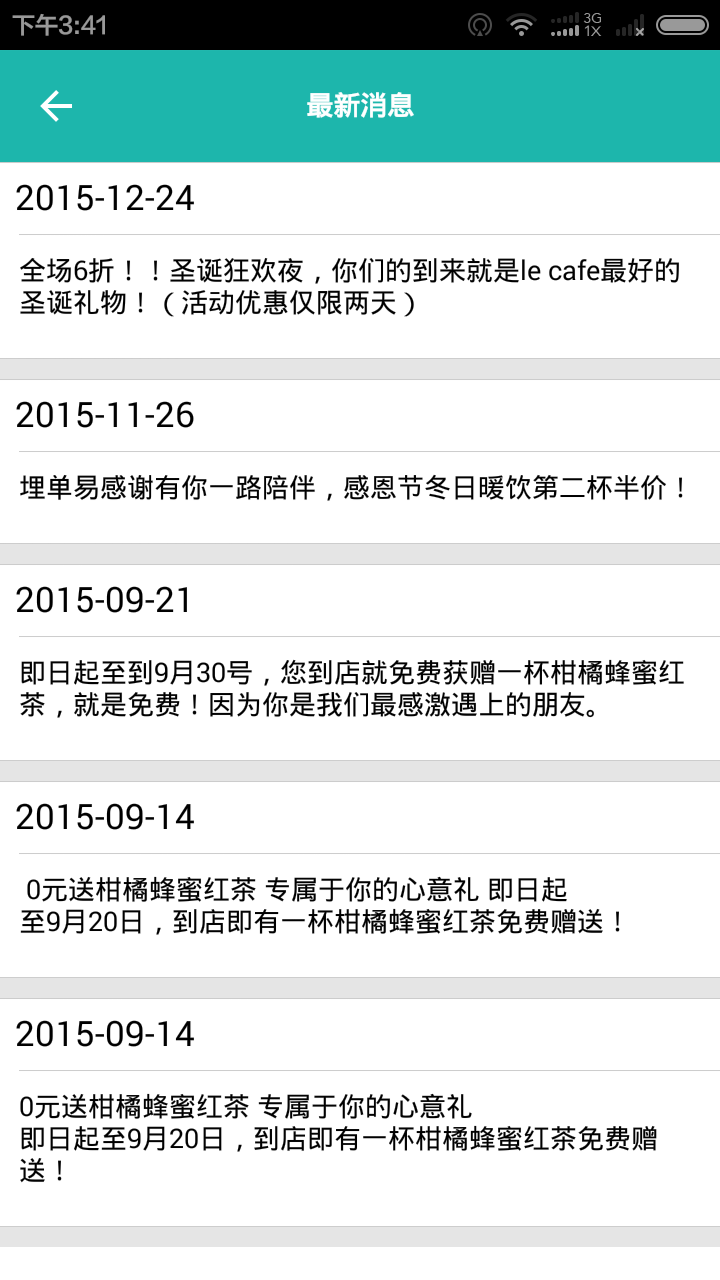 下午3:41
3G
1X
最新消息
2015-12-24
全场6折！！圣诞狂欢夜，你们的到来就是le cafe最好的
圣诞礼物！（活动优惠仅限两天）
2015-11-26
埋单易感谢有你一路陪伴，感恩节冬日暖饮第二杯半价！
2015-09-21
即日起至到9月30号，您到店就免费获赠一杯柑橘蜂蜜红
茶，就是免费！因为你是我们最感激遇上的朋友。
2015-09-14
0元送柑橘蜂蜜红茶 专属于你的心意礼 即日起
至9月20日，到店即有一杯柑橘蜂蜜红茶免费赠送！
2015-09-14
0元送柑橘蜂蜜红茶 专属于你的心意礼
即日起至9月20日，到店即有一杯柑橘蜂蜜红茶免费赠
送！